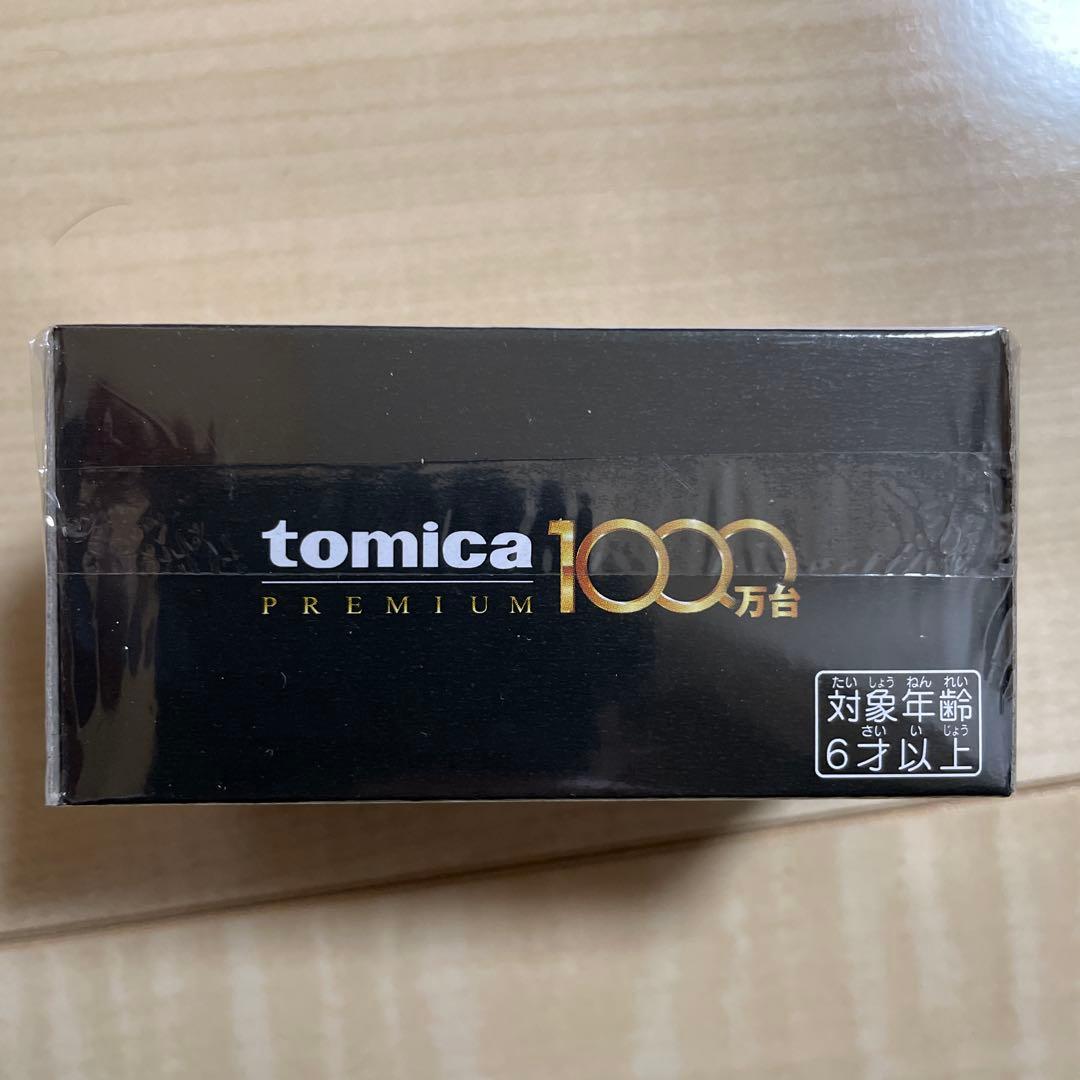 tomica
PREMIUM
1000万台
たいしょうねんれい
対象年齢
さいいじょう
6才以上